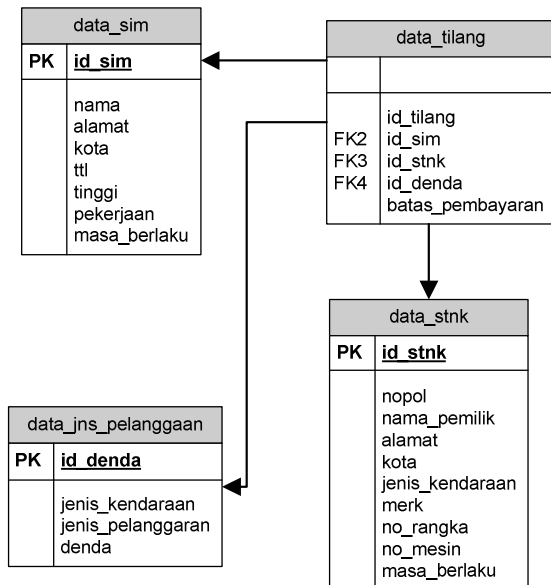 data_sim
PK id_sim
nama
alamat
kota
ttl
tinggi
pekerjaan
masa_berlaku
data_tilang
id_tilang
FK2 id_sim
FK3 id_stnk
FK4 id_denda
batas_pembayaran
data_stnk
PK id_stnk
nopol
nama_pemilik
alamat
kota
jenis_kendaraan
merk
no_rangka
no_mesin
masa_berlaku
data_jns_pelanggaan
PK id_denda
jenis_kendaraan
jenis_pelanggaran
denda